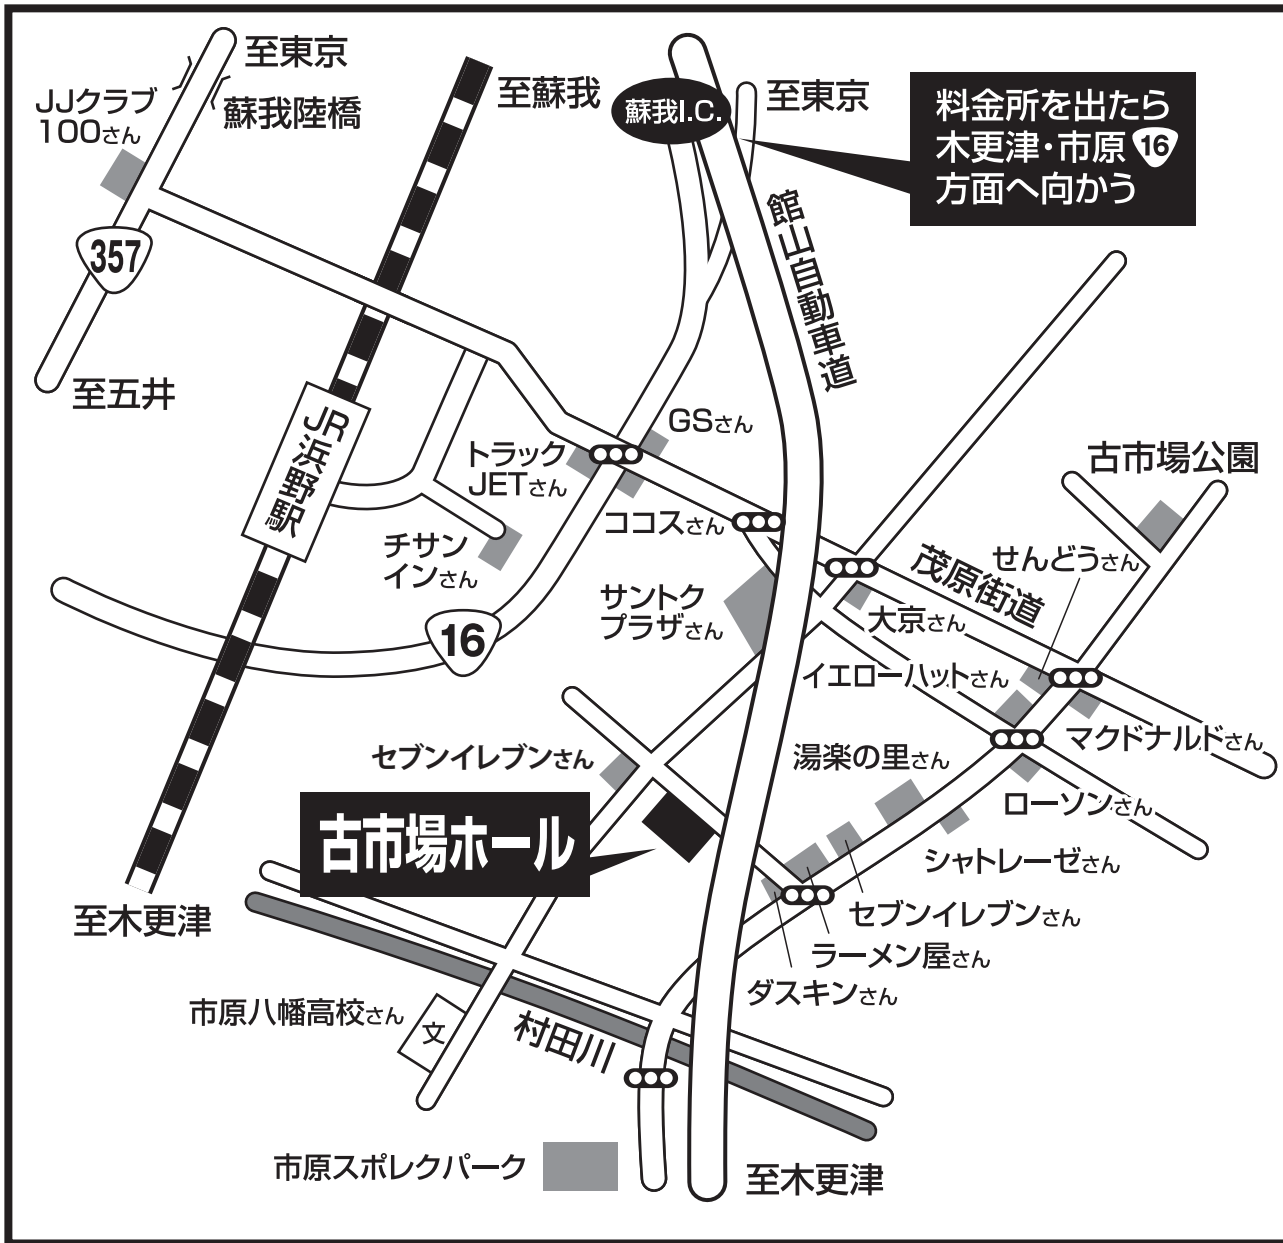 至東京
蘇我陸橋
JJクラブ
100さん
至蘇我
蘇我I.C.
至東京
料金所を出たら
木更津・市原 16
方面へ向かう
館山自動車道
357
至五井
JR浜野駅
GSさん
トラック
JETさん
古市場公園
ココスさん
チサン
インさん
せんどうさん
茂原街道
サントク
プラザさん
大京さん
16
イエローハットさん
マクドナルドさん
セブンイレブンさん
湯楽の里さん
ローソンさん
古市場ホール
シャトレーゼさん
至木更津
セブンイレブンさん
ラーメン屋さん
ダスキンさん
市原八幡高校さん
文
村田川
市原スポレクパーク
至木更津